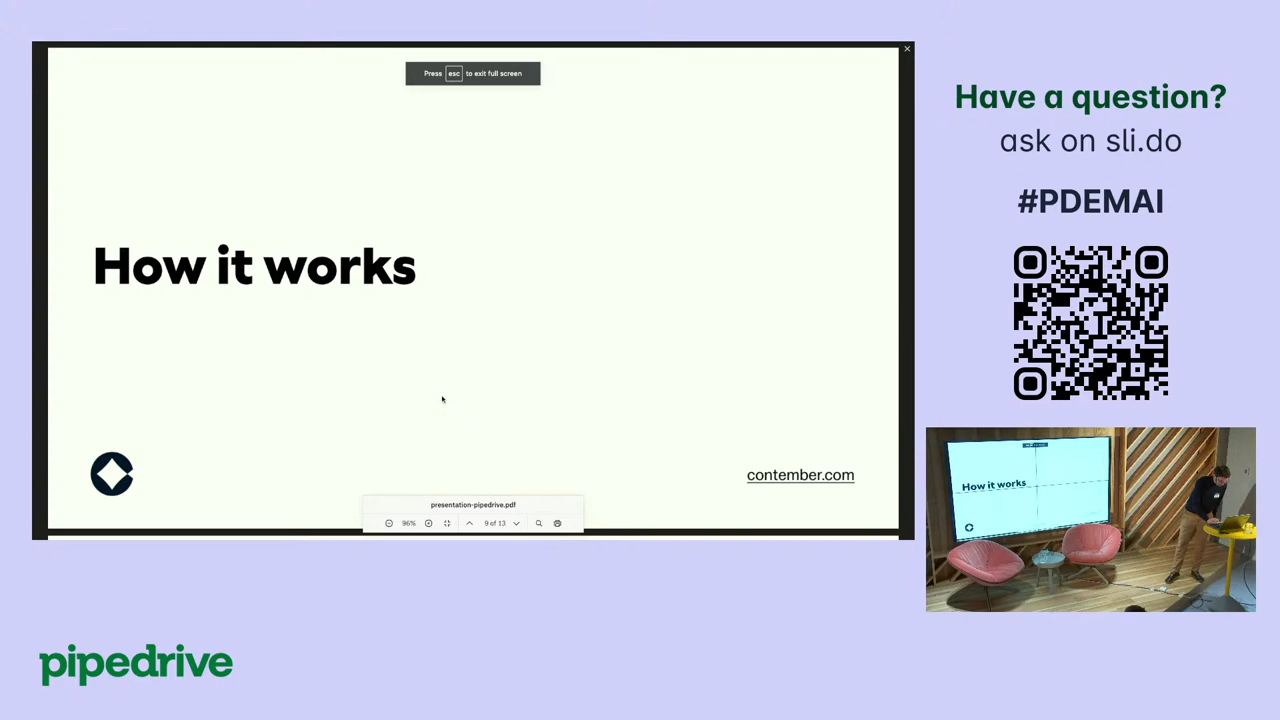 Press esc to exit full screen
How it works
contember.com
presentation-pipedrive.pdf
96%
9 of 13
Have a question?
ask on sli.do
#PDEMAI
How it works
pipedrive